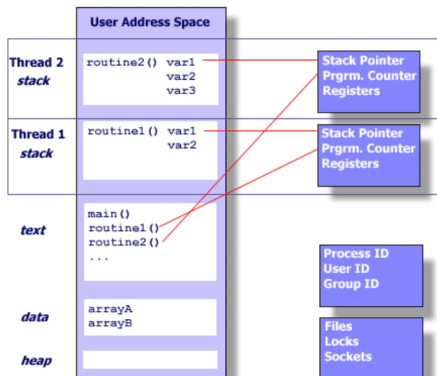 User Address Space
Thread 2
stack
routine2() var1
var2
var3
Stack Pointer
Prgrm. Counter
Registers
Thread 1
stack
routine1() var1
var2
Stack Pointer
Prgrm. Counter
Registers
text
main()
routine1()
routine2()
...
Process ID
User ID
Group ID
data
arrayA
arrayB
Files
Locks
Sockets
heap